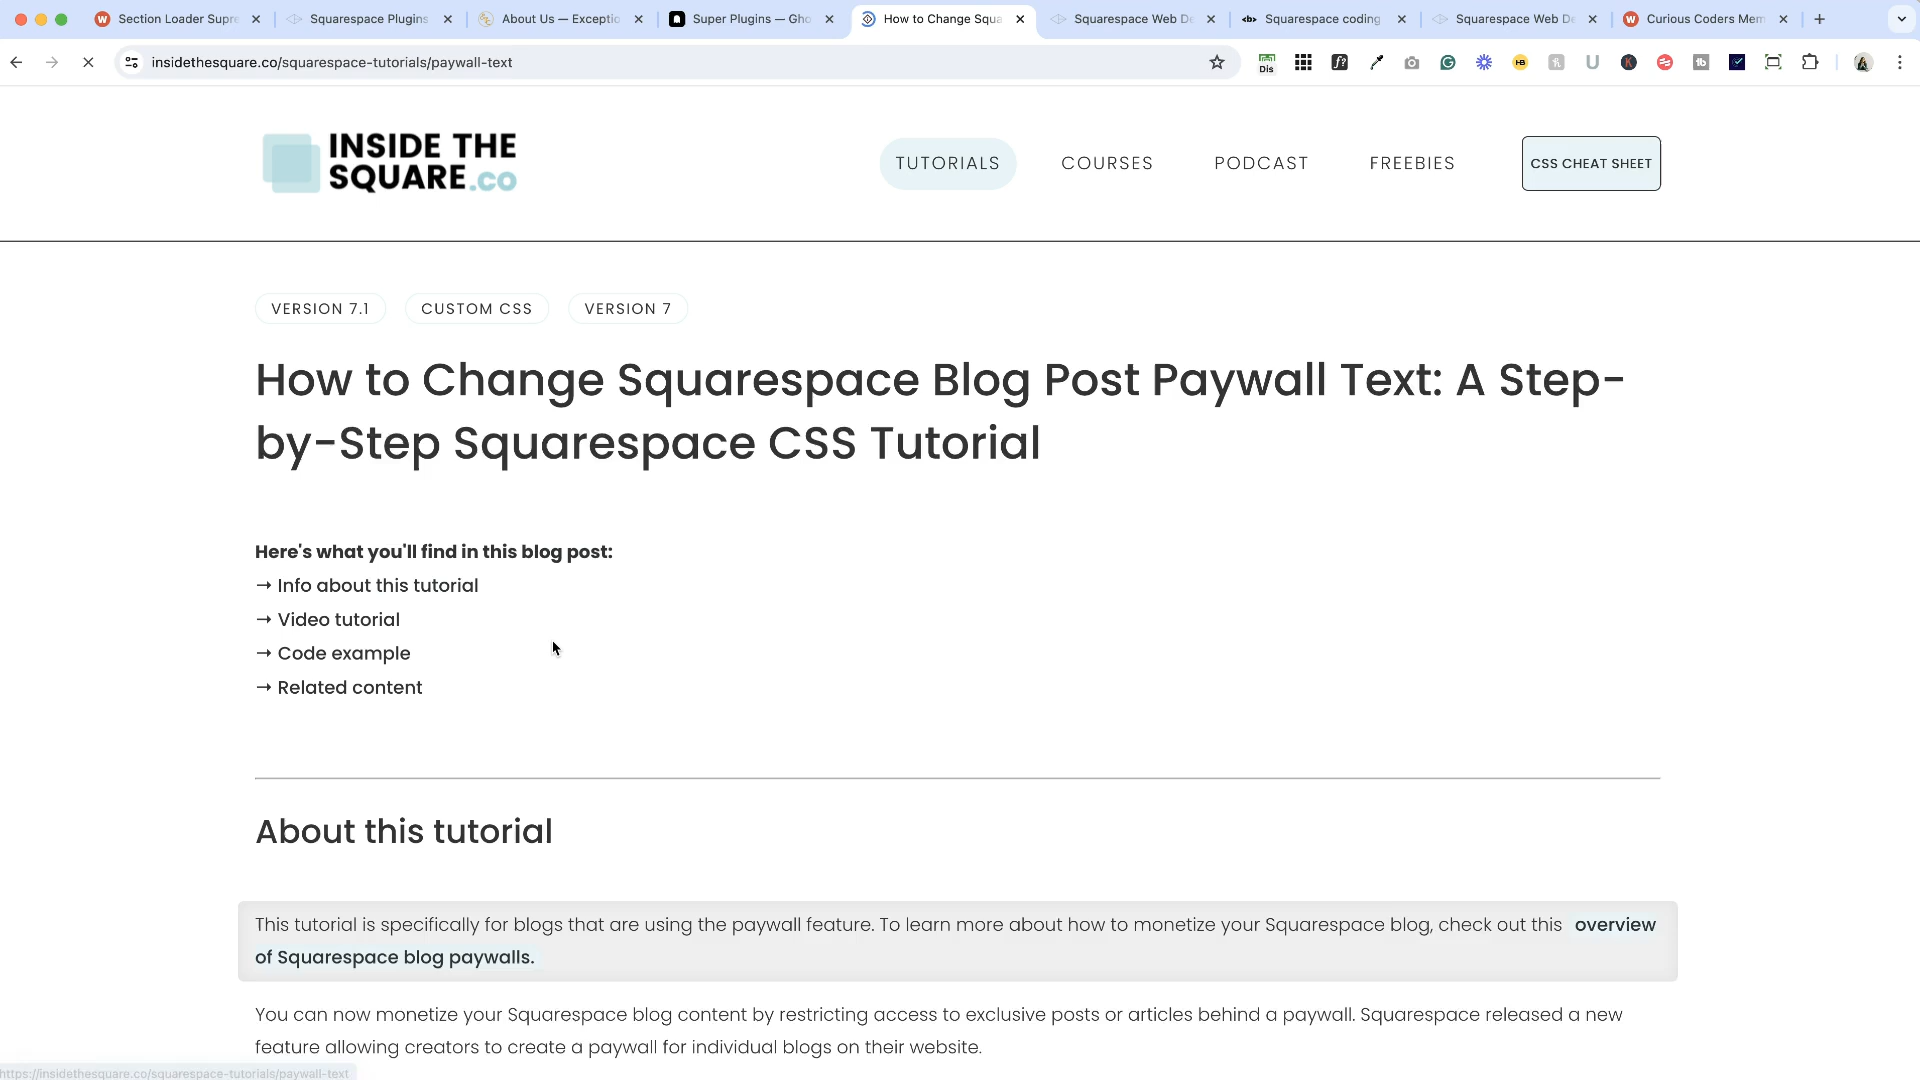 Section Loader Supre
Squarespace Plugins
About Us — Exceptio
Super Plugins — Gho
How to Change Squa
Squarespace Web De
Squarespace coding
Squarespace Web De
Curious Coders Mem
insidethesquare.co/squarespace-tutorials/paywall-text
Dis
INSIDE THE
SQUARE.co
TUTORIALS
COURSES
PODCAST
FREEBIES
CSS CHEAT SHEET
VERSION 7.1
CUSTOM CSS
VERSION 7
How to Change Squarespace Blog Post Paywall Text: A Step-
by-Step Squarespace CSS Tutorial
Here's what you'll find in this blog post:
→ Info about this tutorial
→ Video tutorial
→ Code example
→ Related content
About this tutorial
This tutorial is specifically for blogs that are using the paywall feature. To learn more about how to monetize your Squarespace blog, check out this overview
of Squarespace blog paywalls.
You can now monetize your Squarespace blog content by restricting access to exclusive posts or articles behind a paywall. Squarespace released a new
feature allowing creators to create a paywall for individual blogs on their website.
https://insidethesquare.co/squarespace-tutorials/paywall-text